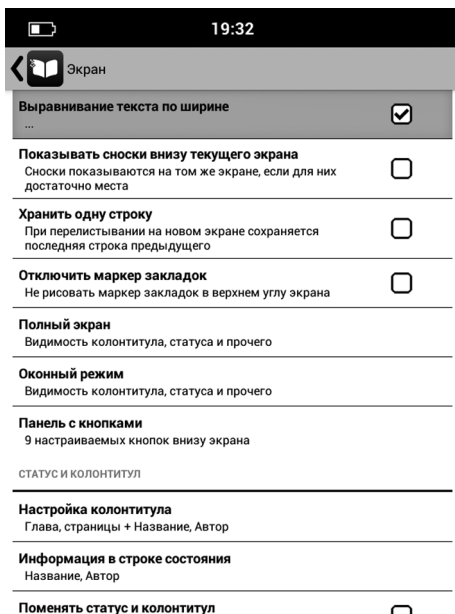 19:32
Экран
Выравнивание текста по ширине
...
Показывать сноски внизу текущего экрана
Сноски показываются на том же экране, если для них
достаточно места
Хранить одну строку
При перелистывании на новом экране сохраняется
последняя строка предыдущего
Отключить маркер закладок
Не рисовать маркер закладок в верхнем углу экрана
Полный экран
Видимость колонтитула, статуса и прочего
Оконный режим
Видимость колонтитула, статуса и прочего
Панель с кнопками
9 настраиваемых кнопок внизу экрана
СТАТУС И КОЛОНТИТУЛ
Настройка колонтитула
Глава, страницы + Название, Автор
Информация в строке состояния
Название, Автор
Поменять статус и колонтитул